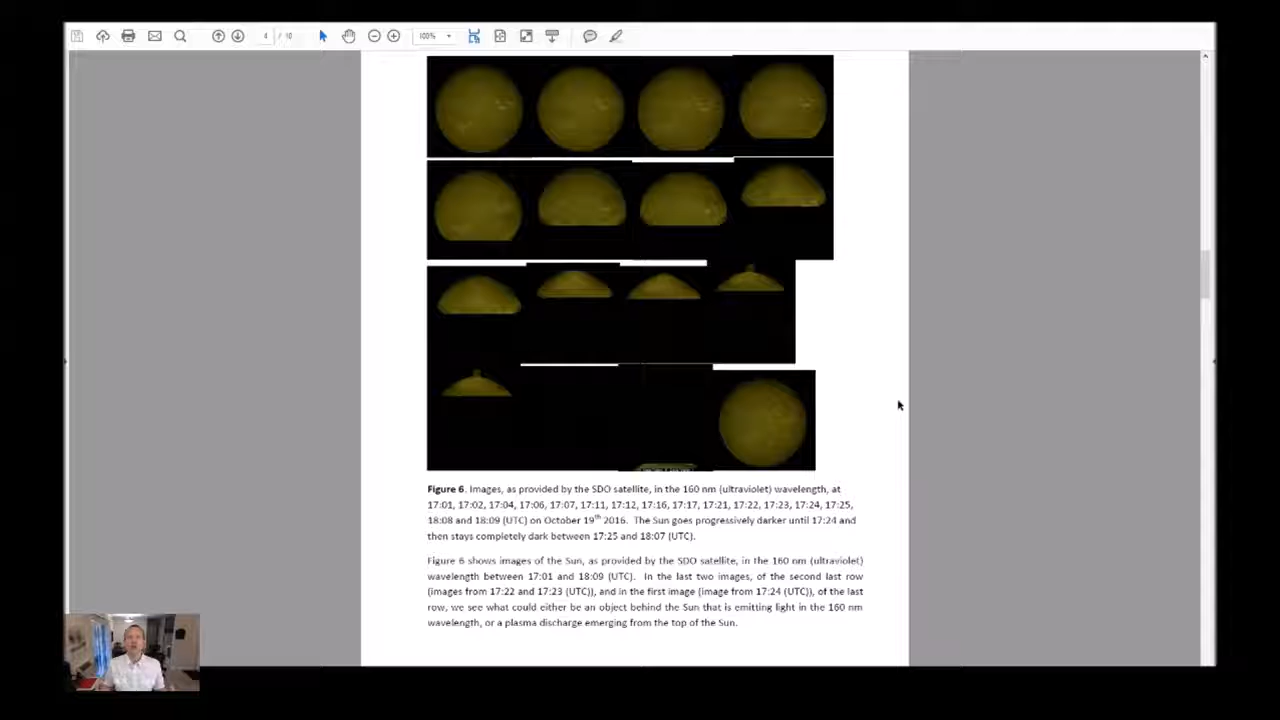 4 / 10
100%
Figure 6. Images, as provided by the SDO satellite, in the 160 nm (ultraviolet) wavelength, at
17:01, 17:02, 17:04, 17:06, 17:07, 17:11, 17:12, 17:16, 17:17, 17:21, 17:22, 17:23, 17:24, 17:25,
18:08 and 18:09 (UTC) on October 19th 2016. The Sun goes progressively darker until 17:24 and
then stays completely dark between 17:25 and 18:07 (UTC).
Figure 6 shows images of the Sun, as provided by the SDO satellite, in the 160 nm (ultraviolet)
wavelength between 17:01 and 18:09 (UTC). In the last two images, of the second last row
(images from 17:22 and 17:23 (UTC)), and in the first image (image from 17:24 (UTC)), of the last
row, we see what could either be an object behind the Sun that is emitting light in the 160 nm
wavelength, or a plasma discharge emerging from the top of the Sun.